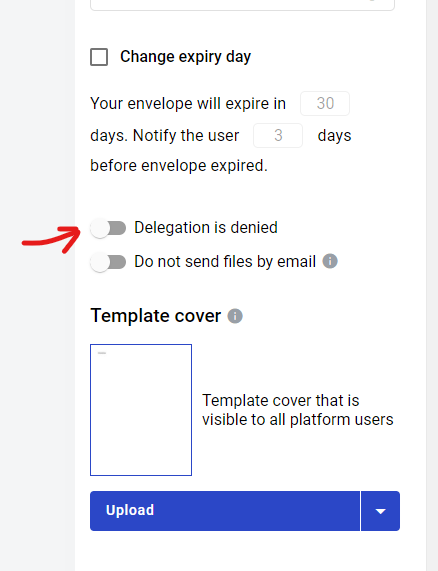 Change expiry day
Your envelope will expire in 30
days. Notify the user 3 days
before envelope expired.
Delegation is denied
Do not send files by email
Template cover
Template cover that is
visible to all platform users
Upload